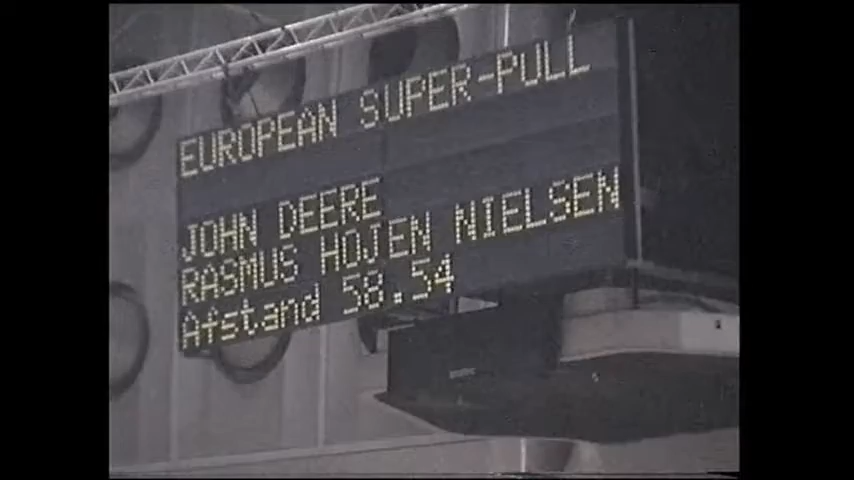 EUROPEAN SUPER-PULL
JOHN DEERE
RASMUS HOJEN NIELSEN
Afstand 58.54